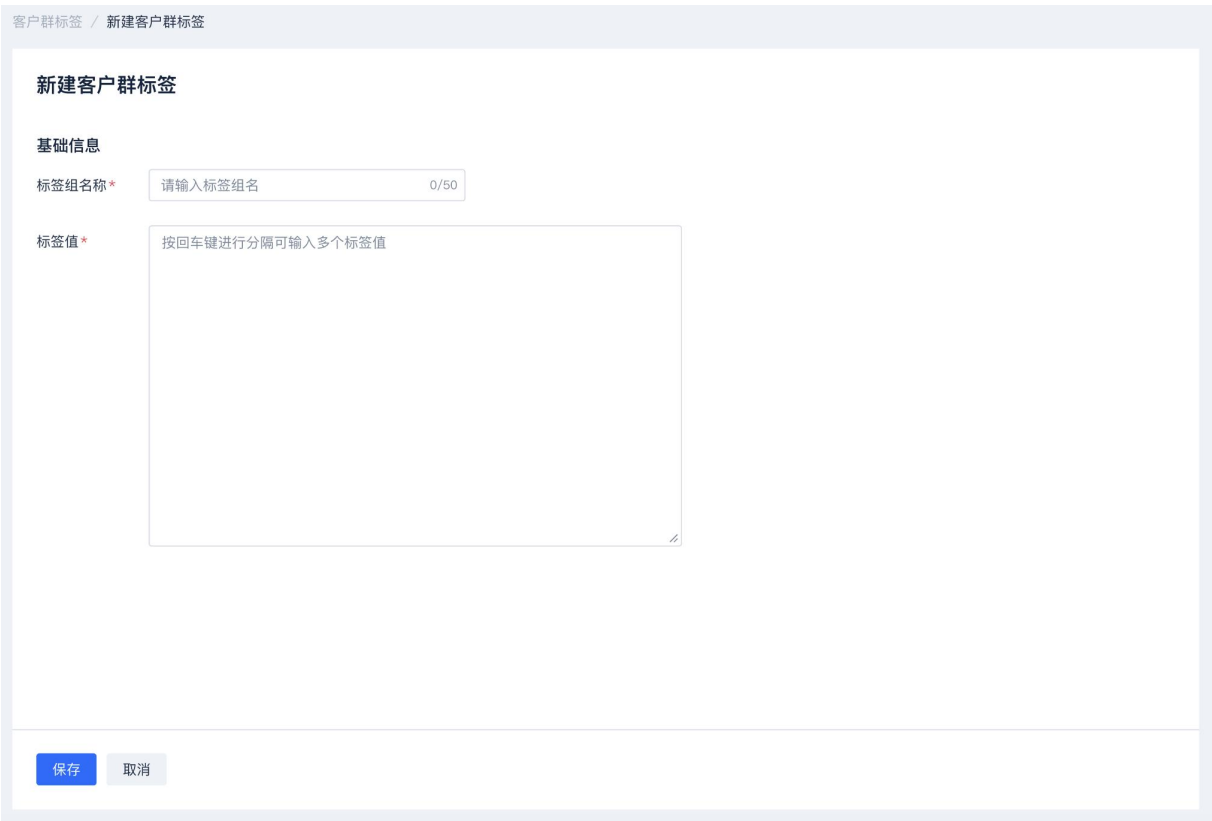 客户群标签 / 新建客户群标签
新建客户群标签
基础信息
标签组名称* 请输入标签组名 0/50
标签值* 按回车键进行分隔可输入多个标签值
保存 取消